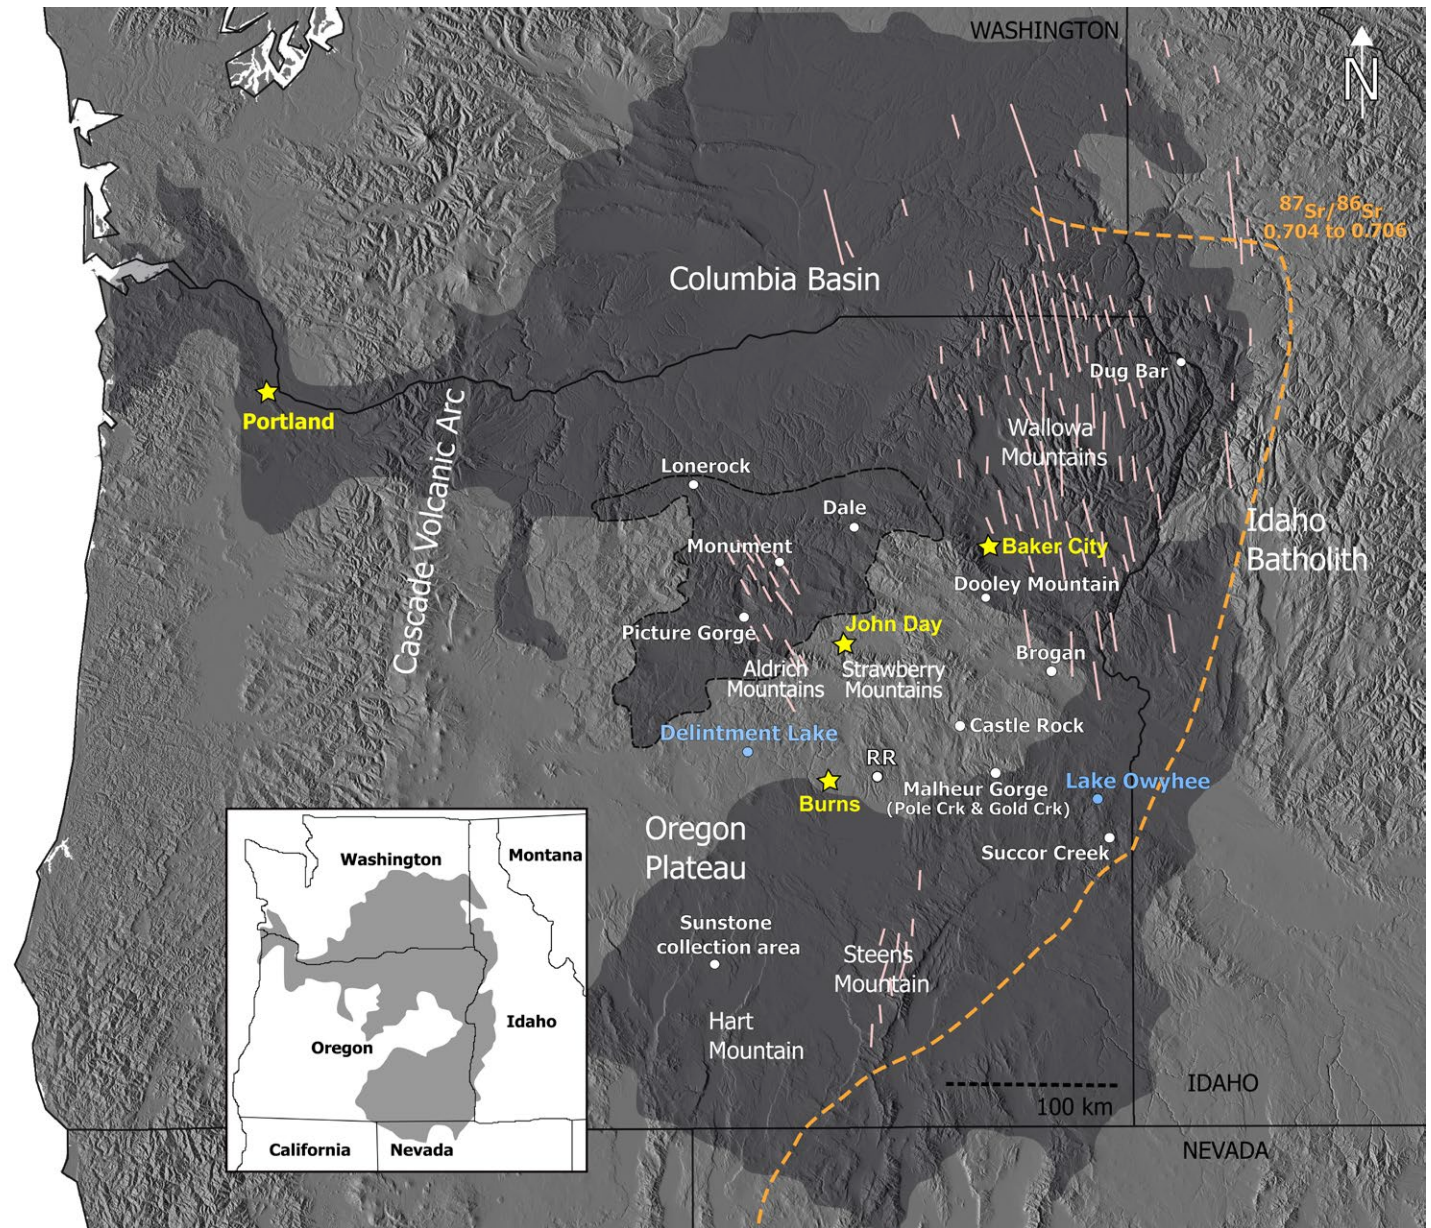 WASHINGTON
N
87Sr/86Sr
0.704 to 0.706
Columbia Basin
Dug Bar
Portland
Cascade Volcanic Arc
Wallowa
Mountains
Lonerock
Dale
Idaho
Batholith
Monument
Baker City
Dooley Mountain
Picture Gorge
John Day
Brogan
Aldrich
Mountains
Strawberry
Mountains
Castle Rock
Delintment Lake
RR
Malheur Gorge
(Pole Crk & Gold Crk)
Lake Owyhee
Burns
Oregon
Plateau
Succor Creek
Sunstone
collection area
Steens
Mountain
Hart
Mountain
100 km
IDAHO
NEVADA
Washington
Montana
Idaho
Oregon
California
Nevada